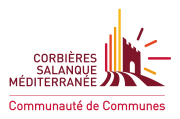 CORBIÈRES
SALANQUE
MÉDITERRANÉE
Communauté de Communes